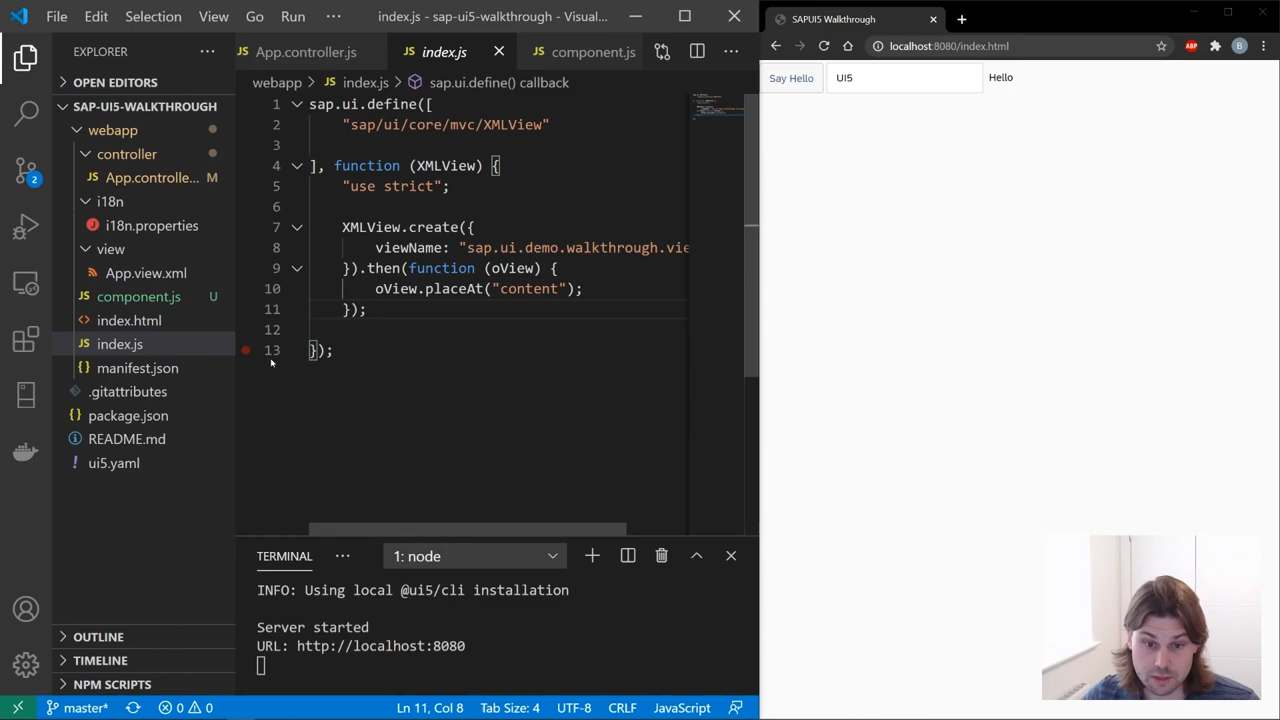 File Edit Selection View Go Run ··· index.js - sap-ui5-walkthrough - Visual...
EXPLORER ···
OPEN EDITORS
SAP-UI5-WALKTHROUGH
webapp
controller
App.controlle... M
i18n
i18n.properties
view
App.view.xml
component.js U
index.html
index.js
manifest.json
.gitattributes
package.json
README.md
ui5.yaml
OUTLINE
TIMELINE
NPM SCRIPTS
2
App.controller.js index.js component.js ···
webapp > index.js > sap.ui.define() callback
1 sap.ui.define([
2 "sap/ui/core/mvc/XMLView"
3
4 ], function (XMLView) {
5 "use strict";
6
7 XMLView.create({
8 viewName: "sap.ui.demo.walkthrough.vie
9 }).then(function (oView) {
10 oView.placeAt("content");
11 });
12
13 });
TERMINAL ··· 1: node
INFO: Using local @ui5/cli installation
Server started
URL: http://localhost:8080
master* 0 0 Ln 11, Col 8 Tab Size: 4 UTF-8 CRLF JavaScript
SAPUI5 Walkthrough
localhost:8080/index.html ABP B
Say Hello UI5 Hello